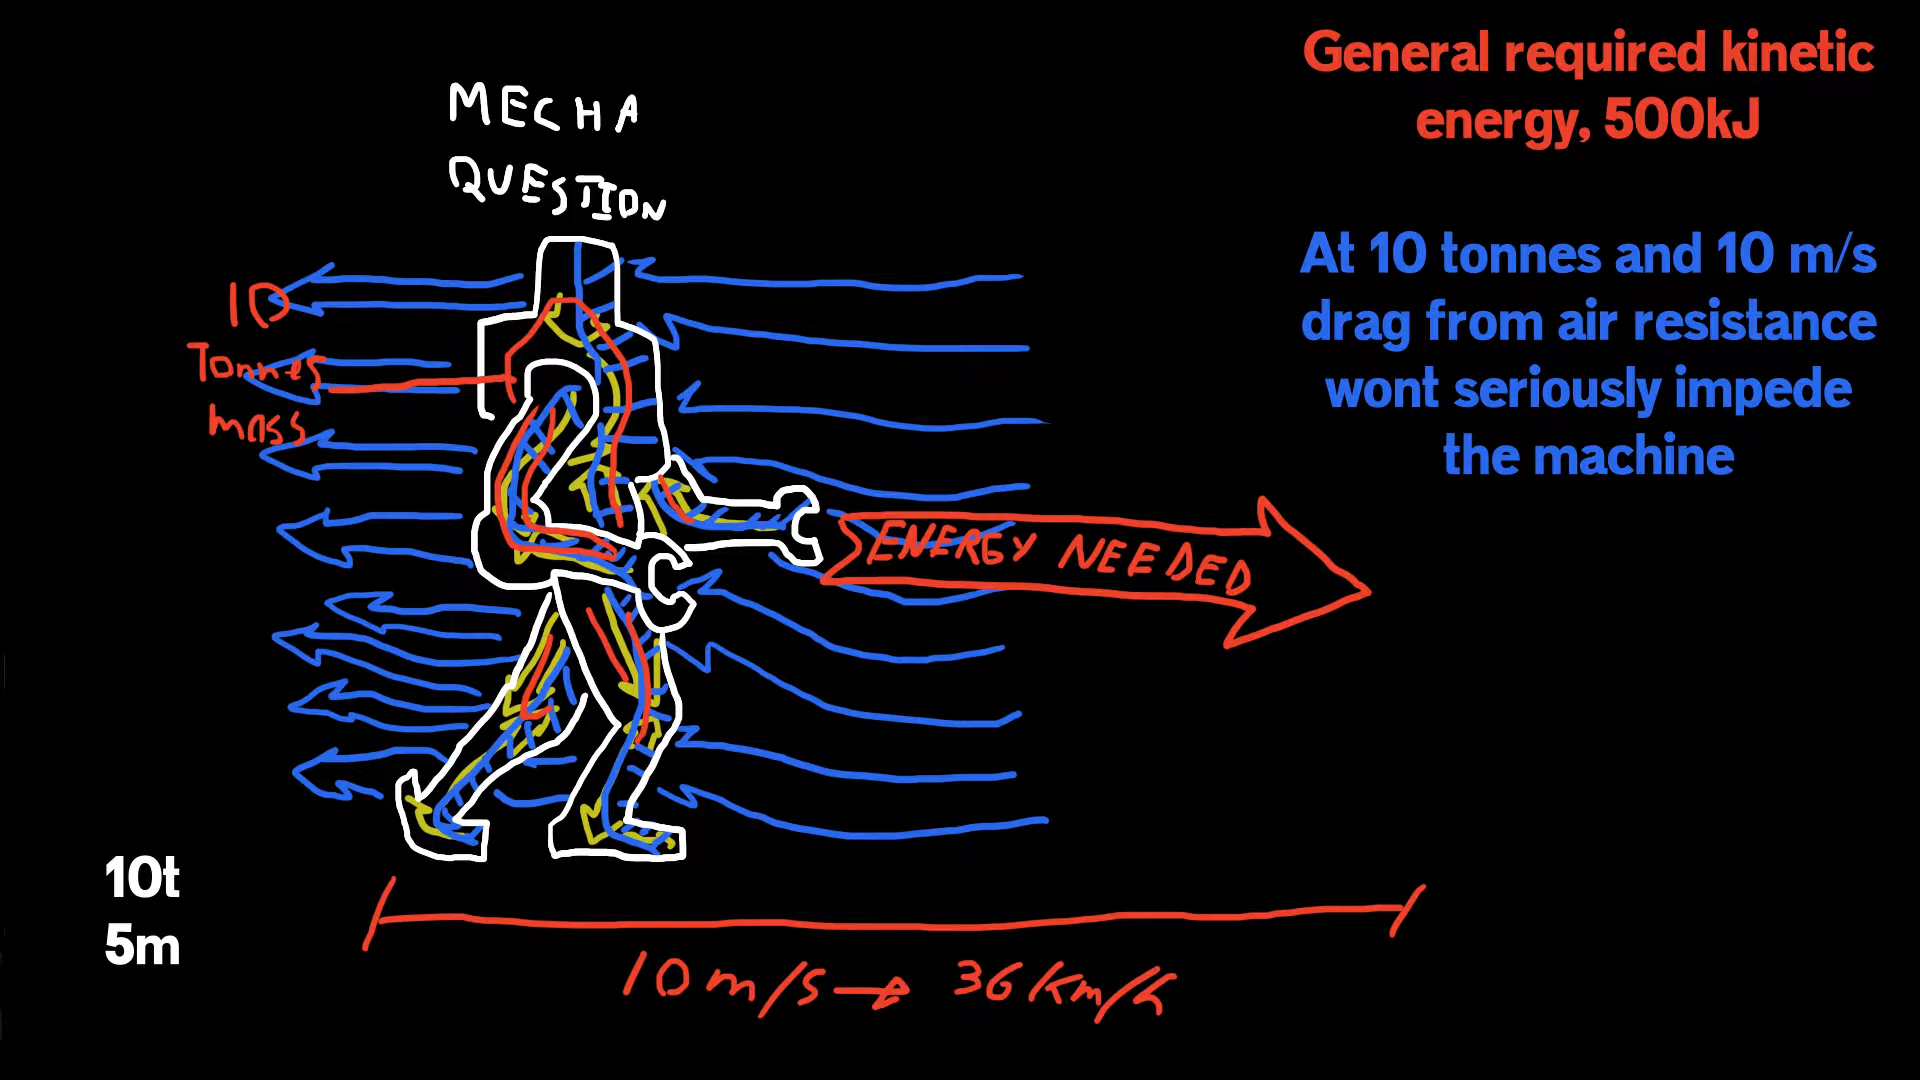 MECHA
QUESTION
General required kinetic
energy, 500kJ
At 10 tonnes and 10 m/s
drag from air resistance
wont seriously impede
the machine
10
Tonnes
mass
ENERGY NEEDED
10t
5m
10 m/s → 36 km/h